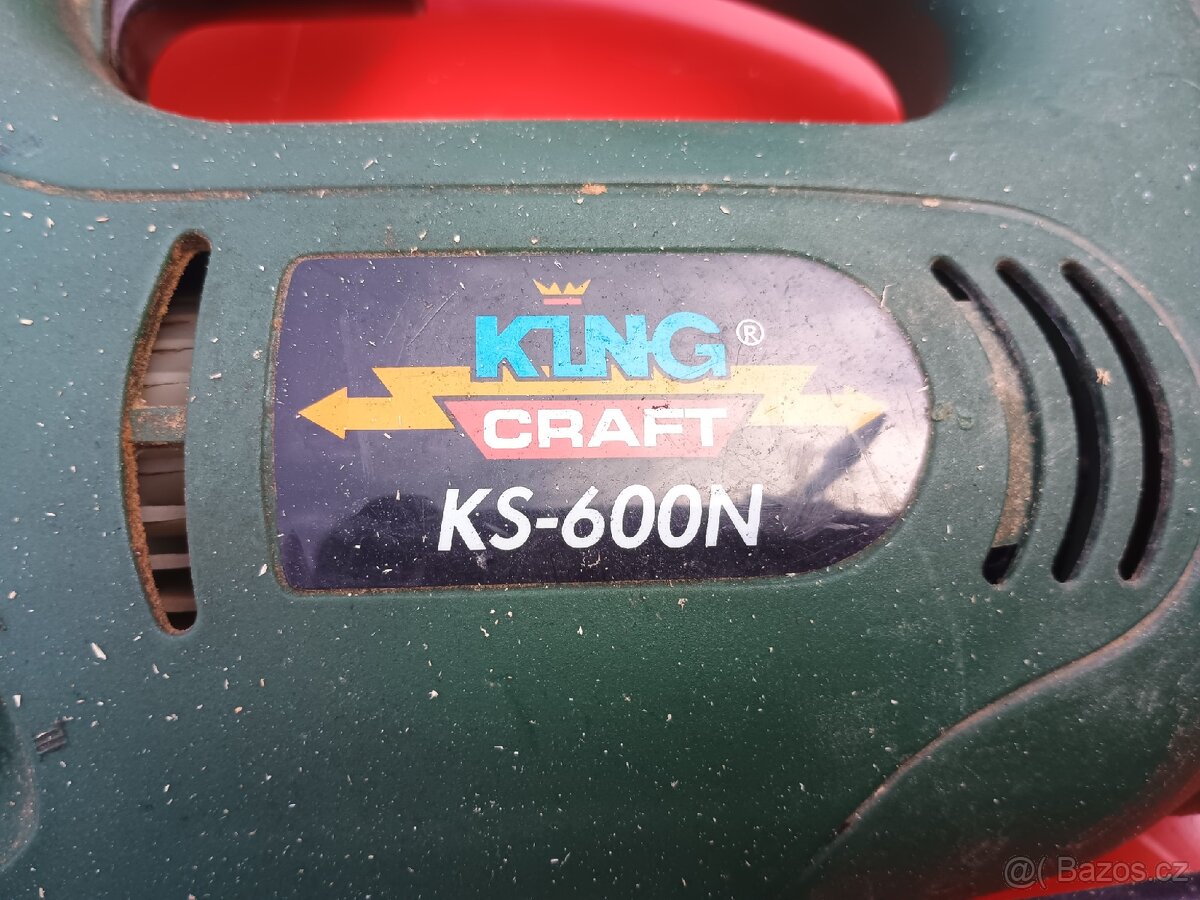 KING ®
CRAFT
KS-600N
@( Bazos.cz